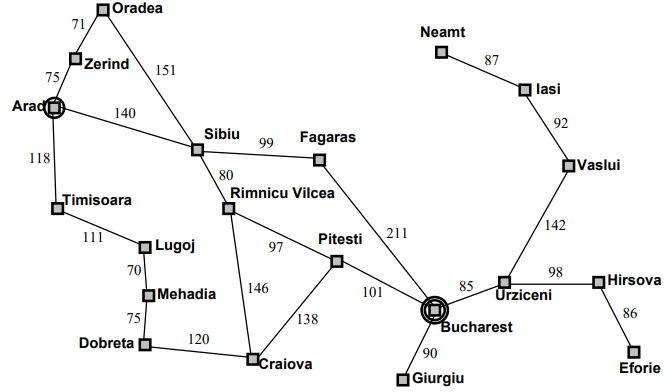 Oradea
71
Neamt
Zerind
87
75
151
Iasi
Arad
140
92
Sibiu
99
Fagaras
118
80
Vaslui
Timisoara
Rimnicu Vilcea
142
111
211
Lugoj
97
Pitesti
70
98
Hirsova
146
101
85
Mehadia
Urziceni
75
138
86
Bucharest
120
Dobreta
90
Craiova
Eforie
Giurgiu